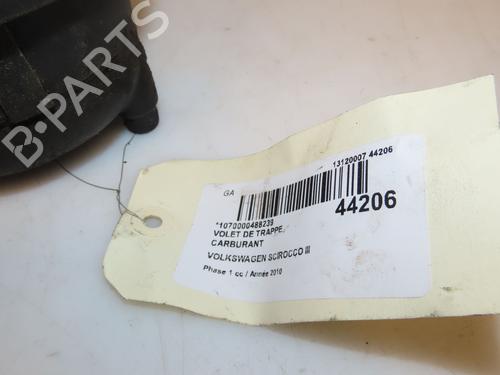 B-PARTS
GA
13120007 44206
44206
*1070000488239
VOLET DE TRAPPE
CARBURANT
VOLKSWAGEN SCIROCCO III
Phase 1 cc / Année 2010